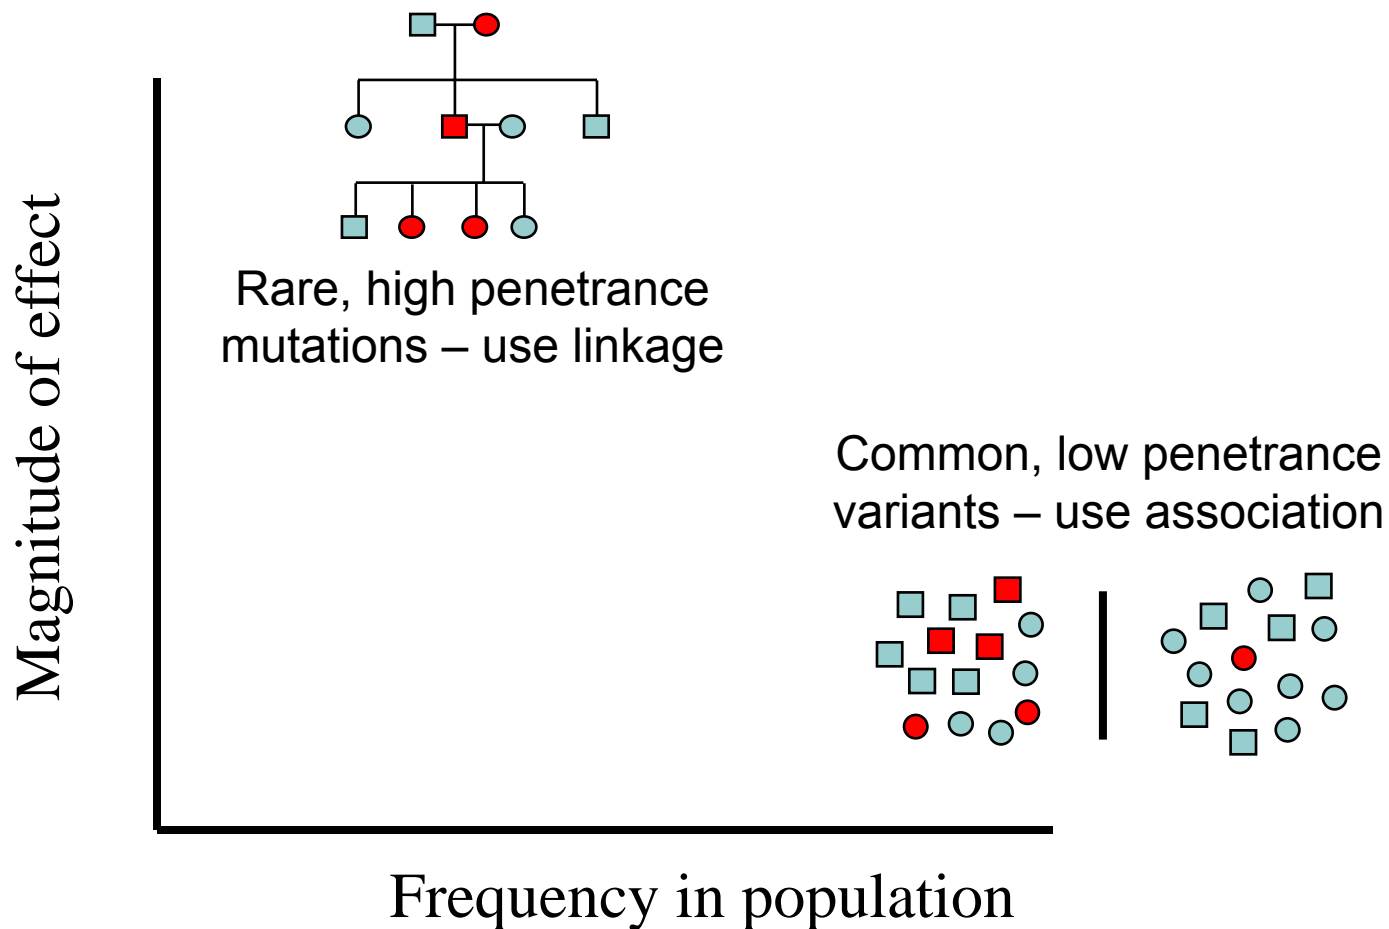 Magnitude of effect
Rare, high penetrance
mutations – use linkage
Common, low penetrance
variants – use association
Frequency in population